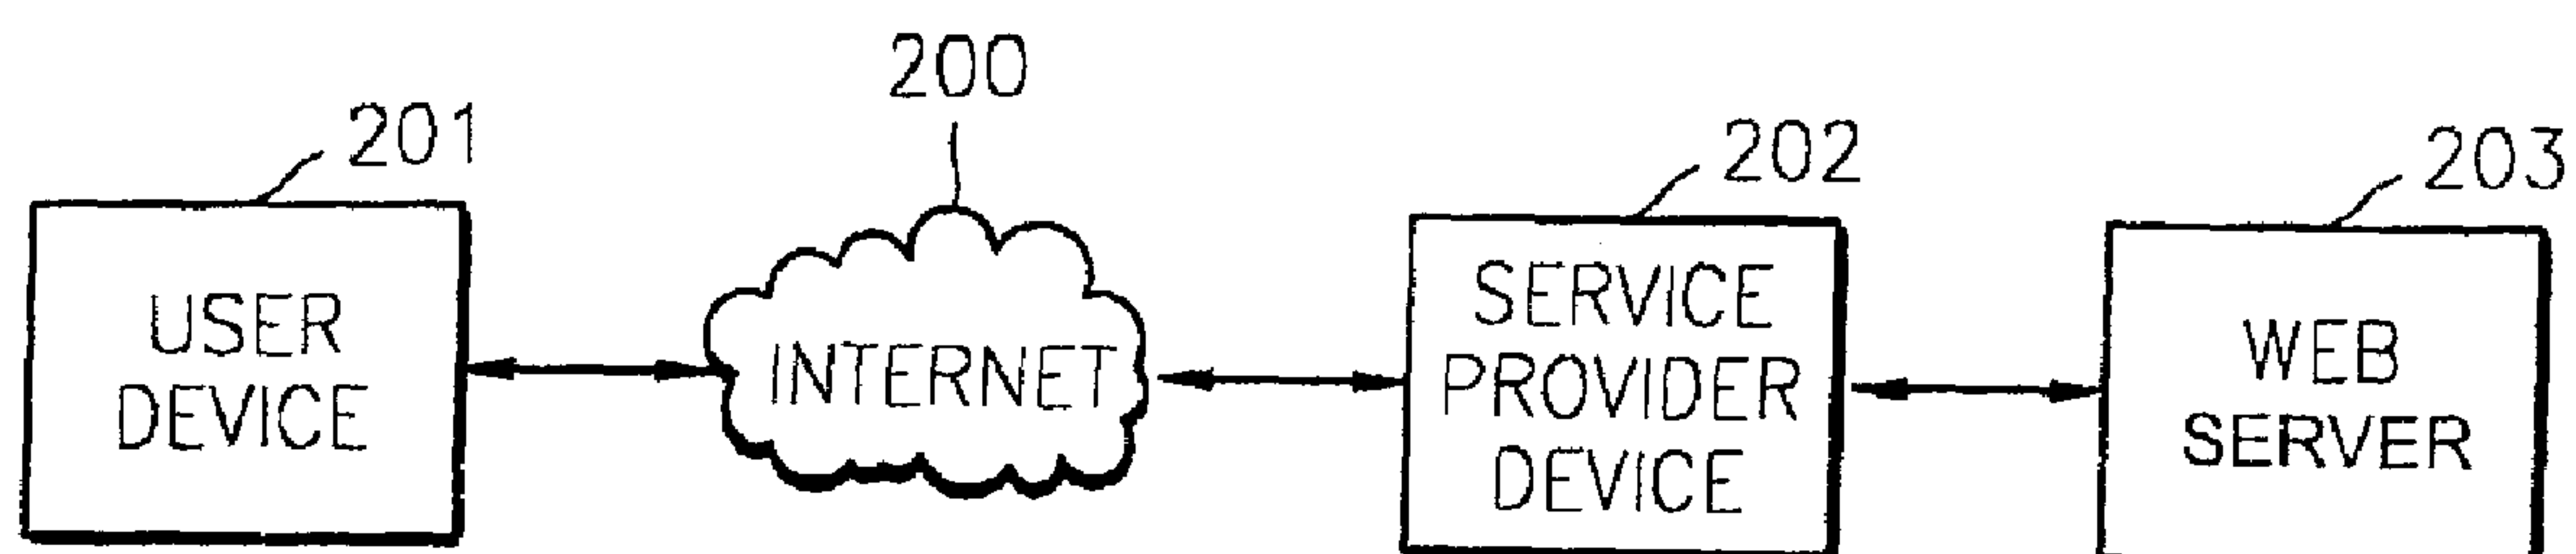 200
201
202
203
USER
DEVICE
INTERNET
SERVICE
PROVIDER
DEVICE
WEB
SERVER